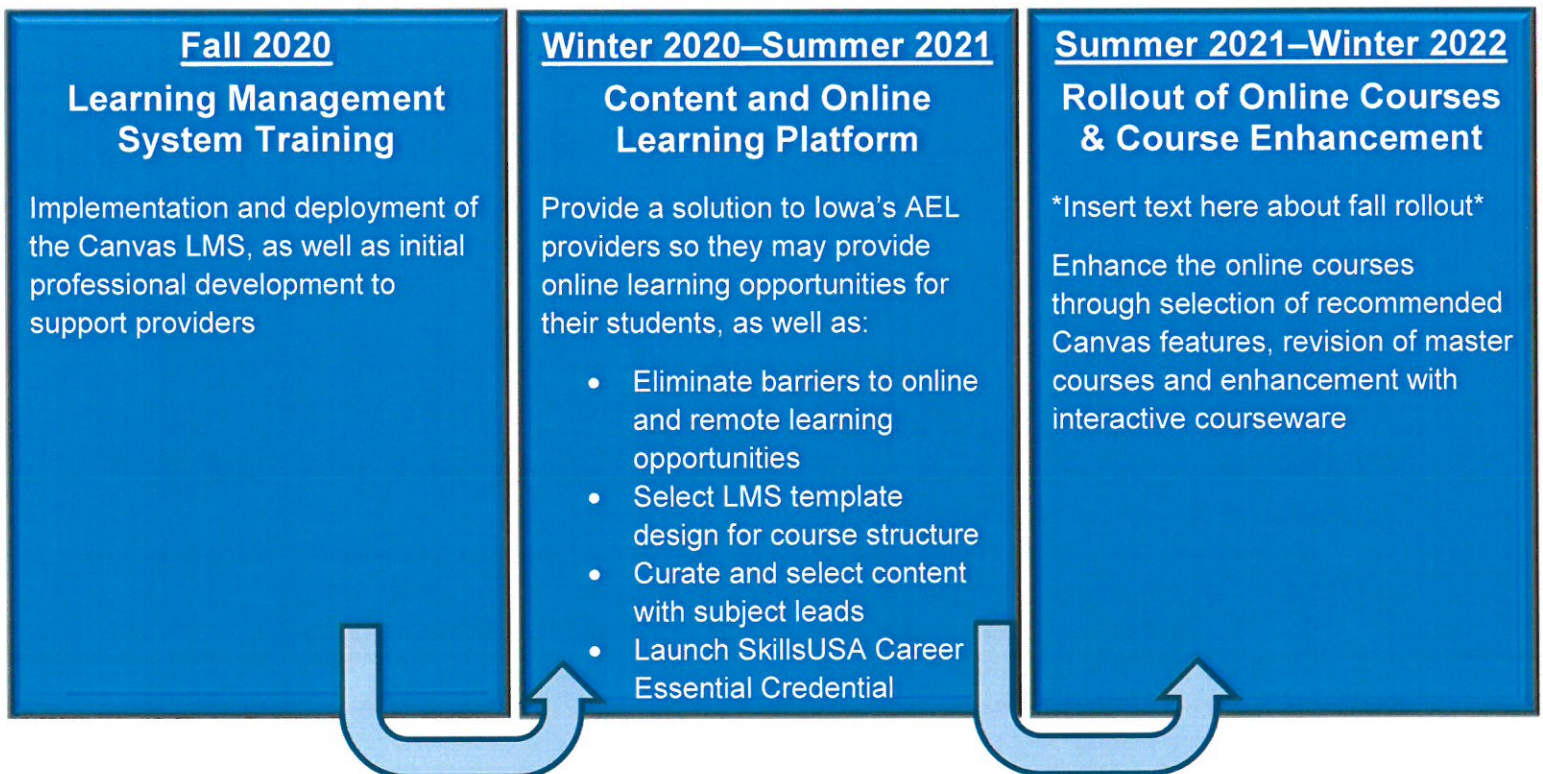 Fall 2020
Learning Management
System Training
Implementation and deployment of
the Canvas LMS, as well as initial
professional development to
support providers
Winter 2020–Summer 2021
Content and Online
Learning Platform
Provide a solution to Iowa's AEL
providers so they may provide
online learning opportunities for
their students, as well as:
• Eliminate barriers to online
and remote learning
opportunities
• Select LMS template
design for course structure
• Curate and select content
with subject leads
• Launch SkillsUSA Career
Essential Credential
Summer 2021–Winter 2022
Rollout of Online Courses
& Course Enhancement
*Insert text here about fall rollout*
Enhance the online courses
through selection of recommended
Canvas features, revision of master
courses and enhancement with
interactive courseware